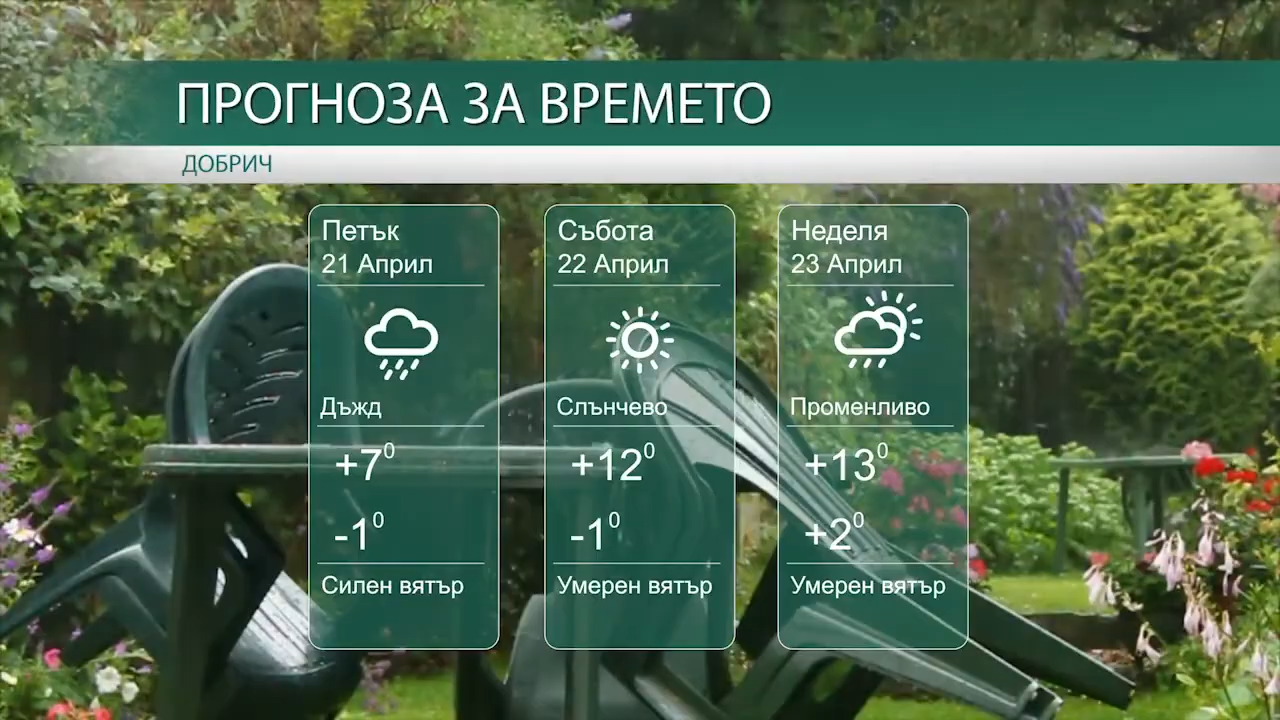 ПРОГНОЗА ЗА ВРЕМЕТО
ДОБРИЧ
Петък
21 Април
Дъжд
+7⁰
-1⁰
Силен вятър
Събота
22 Април
Слънчево
+12⁰
-1⁰
Умерен вятър
Неделя
23 Април
Променливо
+13⁰
+2⁰
Умерен вятър